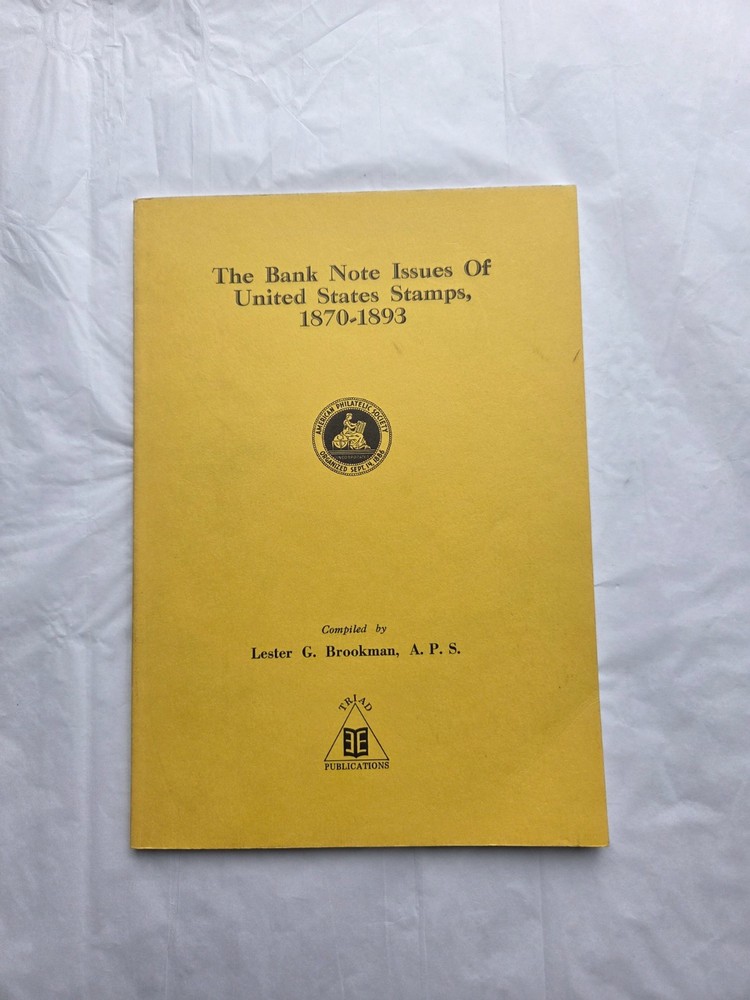 The Bank Note Issues Of
United States Stamps,
1870-1893
AMERICAN PHILATELIC SOCIETY
ORGANIZED SEPT. 14, 1886
Compiled by
Lester G. Brookman, A. P. S.
TRIAD
PUBLICATIONS